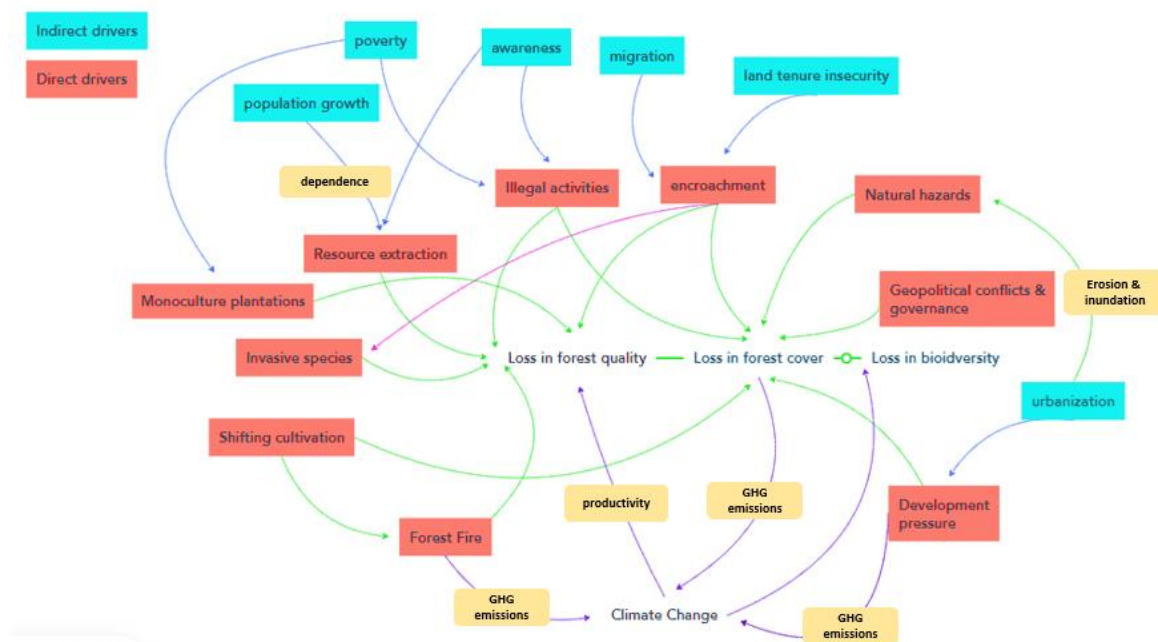 Indirect drivers
Direct drivers
poverty
awareness
migration
land tenure insecurity
population growth
dependence
Illegal activities
encroachment
Natural hazards
Resource extraction
Monoculture plantations
Geopolitical conflicts &
governance
Erosion &
inundation
Invasive species
Loss in forest quality
Loss in forest cover
Loss in bioidversity
urbanization
Shifting cultivation
productivity
GHG
emissions
Development
pressure
Forest Fire
GHG
emissions
Climate Change
GHG
emissions